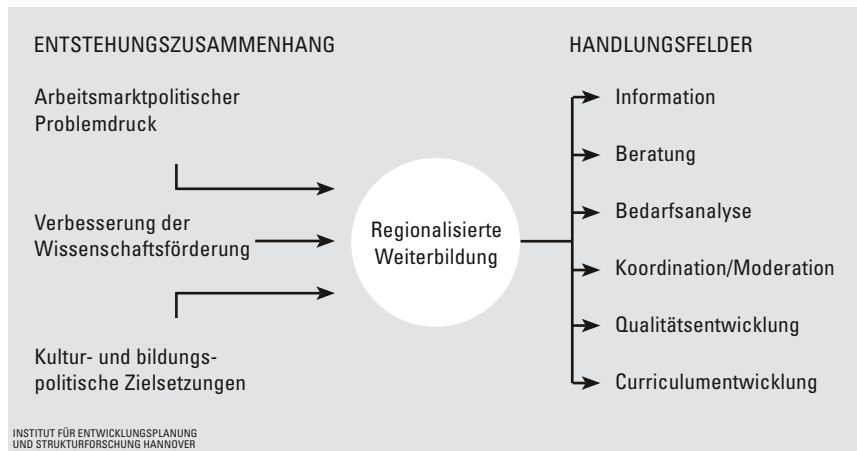 ENTSTEHUNGSZUSAMMENHANG
Arbeitsmarktpolitischer
Problemdruck
Verbesserung der
Wissenschaftsförderung
Kultur- und bildungs-
politische Zielsetzungen
Regionalisierte
Weiterbildung
HANDLUNGSFELDER
Information
Beratung
Bedarfsanalyse
Koordination/Moderation
Qualitätsentwicklung
Curriculumentwicklung
INSTITUT FÜR ENTWICKLUNGSPLANUNG
UND STRUKTURFORSCHUNG HANNOVER